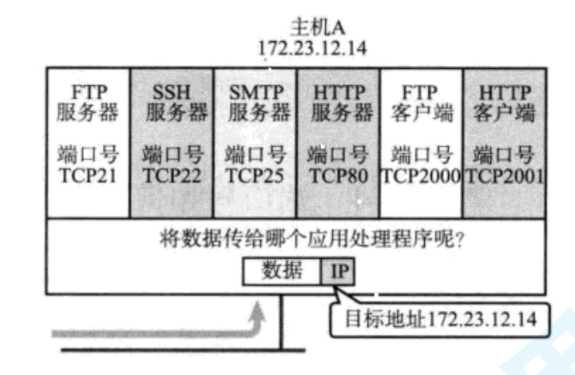 主机A
172.23.12.14
FTP
服务器
端口号
TCP21
SSH
服务器
端口号
TCP22
SMTP
服务器
端口号
TCP25
HTTP
服务器
端口号
TCP80
FTP
客户端
端口号
TCP2000
HTTP
客户端
端口号
TCP2001
将数据传给哪个应用处理程序呢?
数据 IP
目标地址172.23.12.14